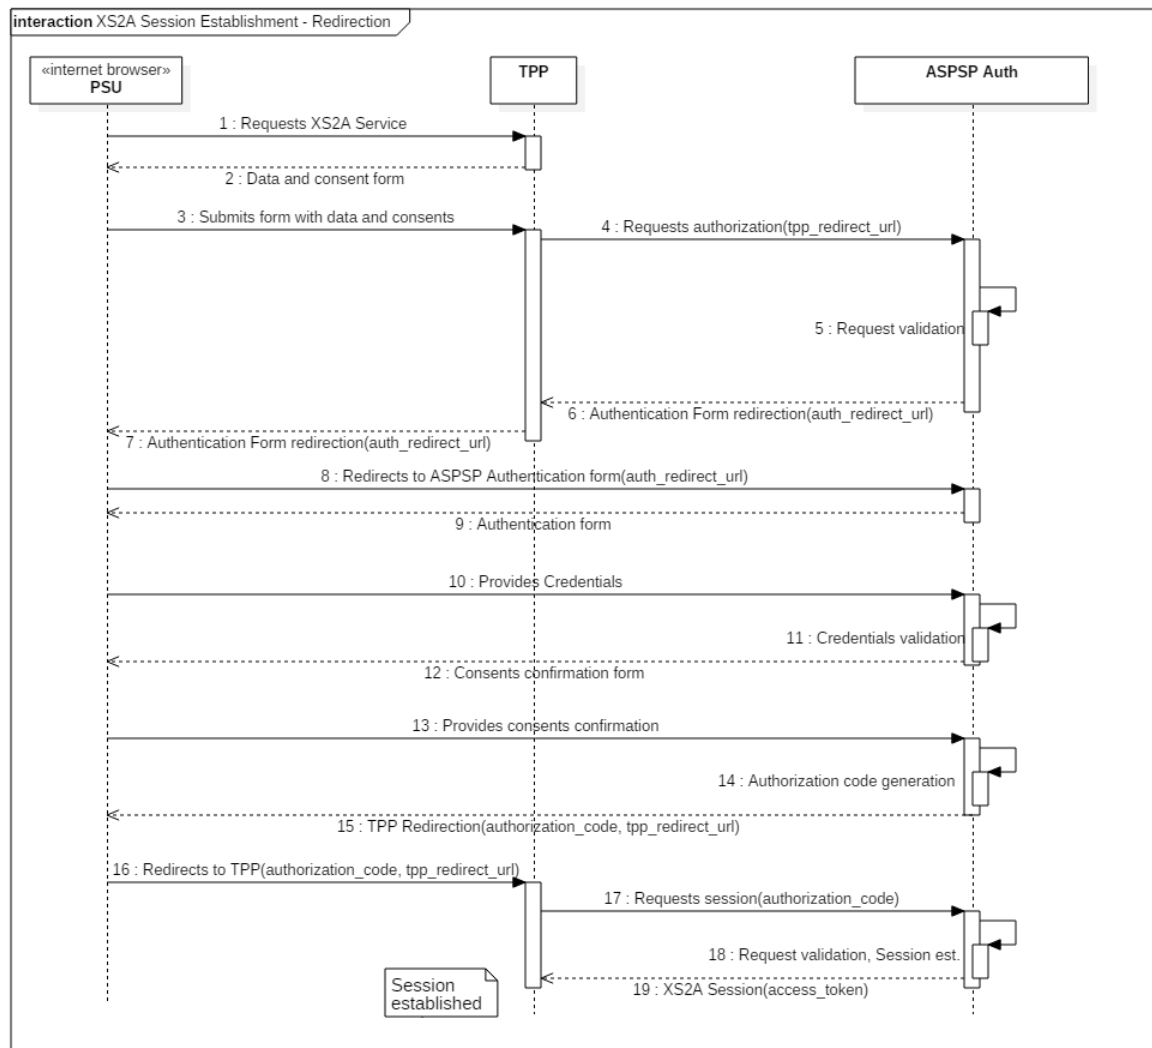 interaction XS2A Session Establishment - Redirection
«internet browser»
PSU
TPP
ASPSP Auth
1 : Requests XS2A Service
2 : Data and consent form
3 : Submits form with data and consents
4 : Requests authorization(tpp_redirect_url)
5 : Request validation
6 : Authentication Form redirection(auth_redirect_url)
7 : Authentication Form redirection(auth_redirect_url)
8 : Redirects to ASPSP Authentication form(auth_redirect_url)
9 : Authentication form
10 : Provides Credentials
11 : Credentials validation
12 : Consents confirmation form
13 : Provides consents confirmation
14 : Authorization code generation
15 : TPP Redirection(authorization_code, tpp_redirect_url)
16 : Redirects to TPP(authorization_code, tpp_redirect_url)
17 : Requests session(authorization_code)
18 : Request validation, Session est.
19 : XS2A Session(access_token)
Session
established